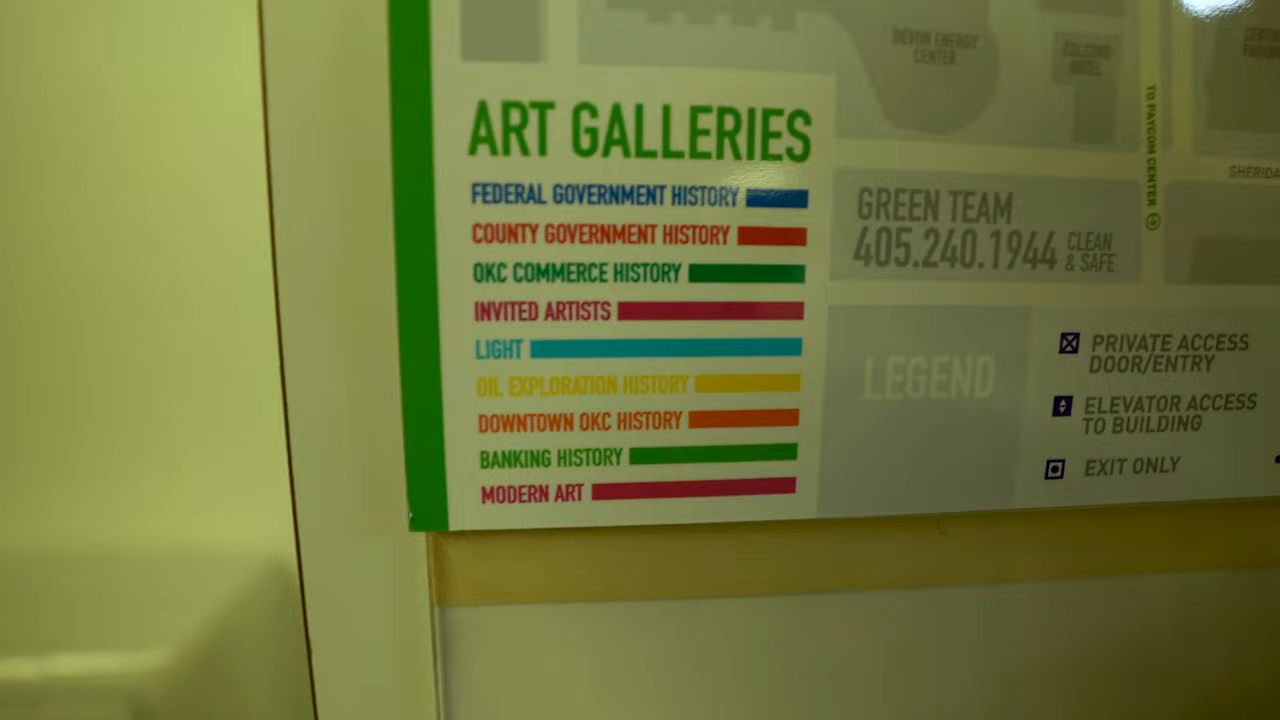 DEVON ENERGY
CENTER
COLCORD
HOTEL
TO PAYCOM CENTER
ART GALLERIES
FEDERAL GOVERNMENT HISTORY
COUNTY GOVERNMENT HISTORY
OKC COMMERCE HISTORY
INVITED ARTISTS
LIGHT
OIL EXPLORATION HISTORY
DOWNTOWN OKC HISTORY
BANKING HISTORY
MODERN ART
GREEN TEAM
405.240.1944
CLEAN
& SAFE
SHERIDA
LEGEND
PRIVATE ACCESS
DOOR/ENTRY
ELEVATOR ACCESS
TO BUILDING
EXIT ONLY